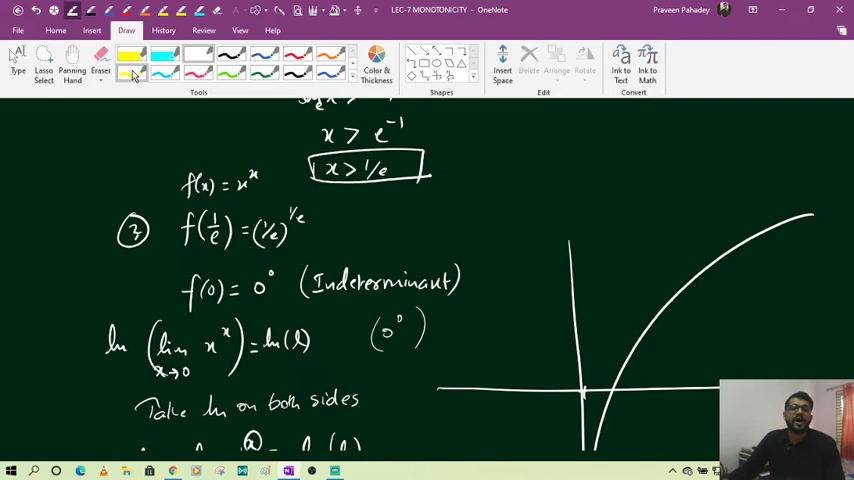 LEC-7 MONOTONICITY - OneNote
Praveen Pahadey
File Home Insert Draw History Review View Help
Type
Lasso Select
Panning Hand
Eraser
Color & Thickness
Insert Space
Delete
Arrange
Rotate
Ink to Text
Ink to Math
Tools
Shapes
Edit
Convert
x > e⁻¹
x > 1/e
f(x) = xˣ
③ f(1/e) = (1/e)^1/e
f(0) = 0⁰ (Indeterminant)
ln (lim x→0 xˣ) = ln(l) (0⁰)
Take ln on both sides